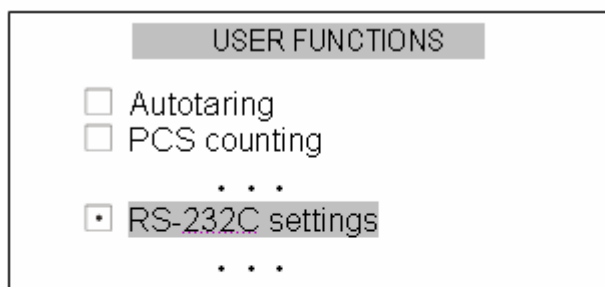 USER FUNCTIONS
Autotaring
PCS counting
. . .
RS-232C settings
. . .